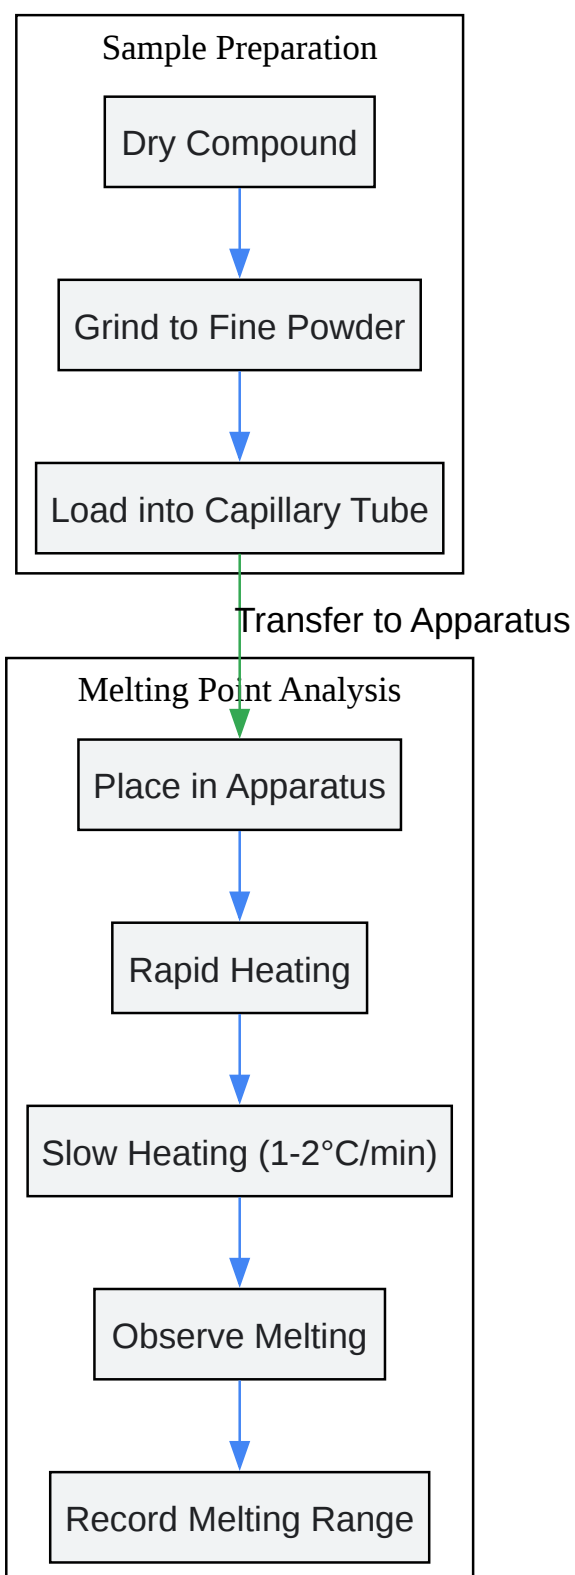 Sample Preparation
Dry Compound
Grind to Fine Powder
Load into Capillary Tube
Transfer to Apparatus
Melting Point Analysis
Place in Apparatus
Rapid Heating
Slow Heating (1-2°C/min)
Observe Melting
Record Melting Range